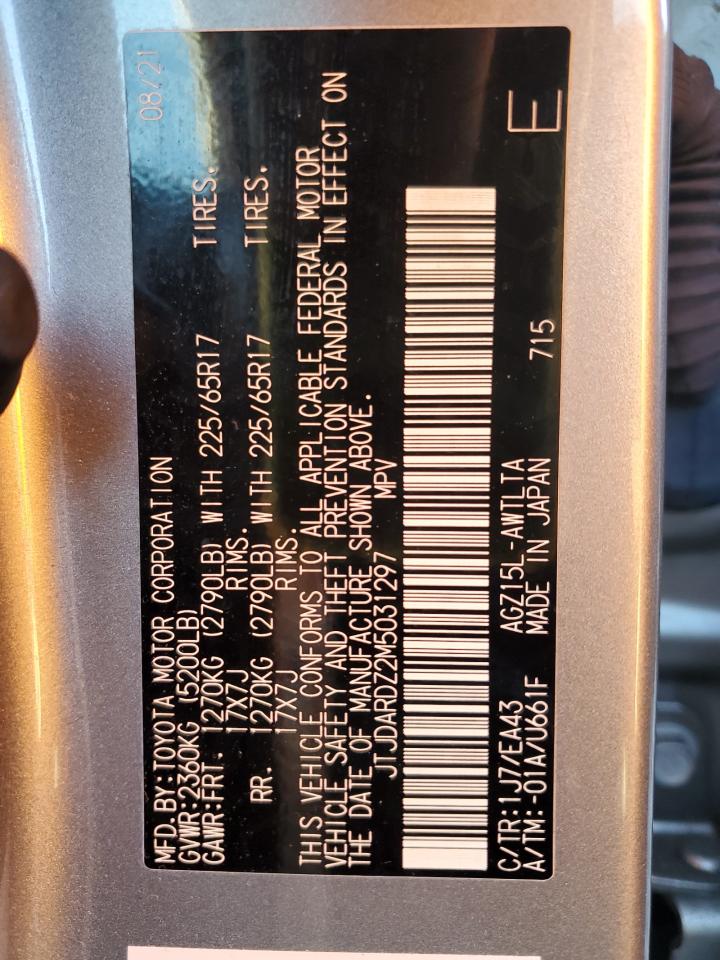 MFD.BY:TOYOTA MOTOR CORPORATION 08/21
GVWR:2360KG (5200LB)
GAWR:FRT: 1270KG (2790LB) WITH 225/65R17 TIRES.
17X7J RIMS.
RR. 1270KG (2790LB) WITH 225/65R17 TIRES.
17X7J RIMS.
THIS VEHICLE CONFORMS TO ALL APPLICABLE FEDERAL MOTOR
VEHICLE SAFETY AND THEFT PREVENTION STANDARDS IN EFFECT ON
THE DATE OF MANUFACTURE SHOWN ABOVE.
JTJDARDZ2M5031297 MPV
C/TR:1J7/EA43 AGZ15L-AWTLTA
A/TM:-01A/U661F MADE IN JAPAN 715 E